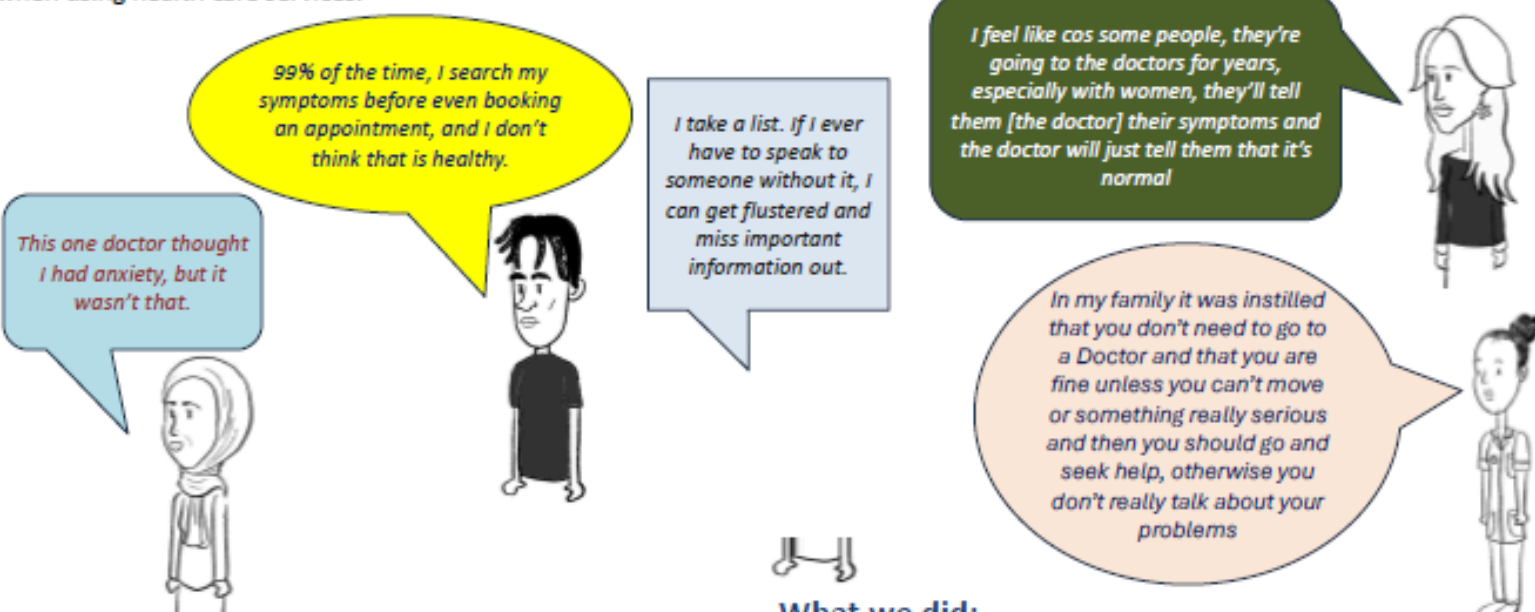 when using health care services.
99% of the time, I search my
symptoms before even booking
an appointment, and I don't
think that is healthy.
I take a list. If I ever
have to speak to
someone without it, I
can get flustered and
miss important
information out.
I feel like cos some people, they're
going to the doctors for years,
especially with women, they'll tell
them [the doctor] their symptoms and
the doctor will just tell them that it's
normal
This one doctor thought
I had anxiety, but it
wasn't that.
In my family it was instilled
that you don't need to go to
a Doctor and that you are
fine unless you can't move
or something really serious
and then you should go and
seek help, otherwise you
don't really talk about your
problems
What we did: